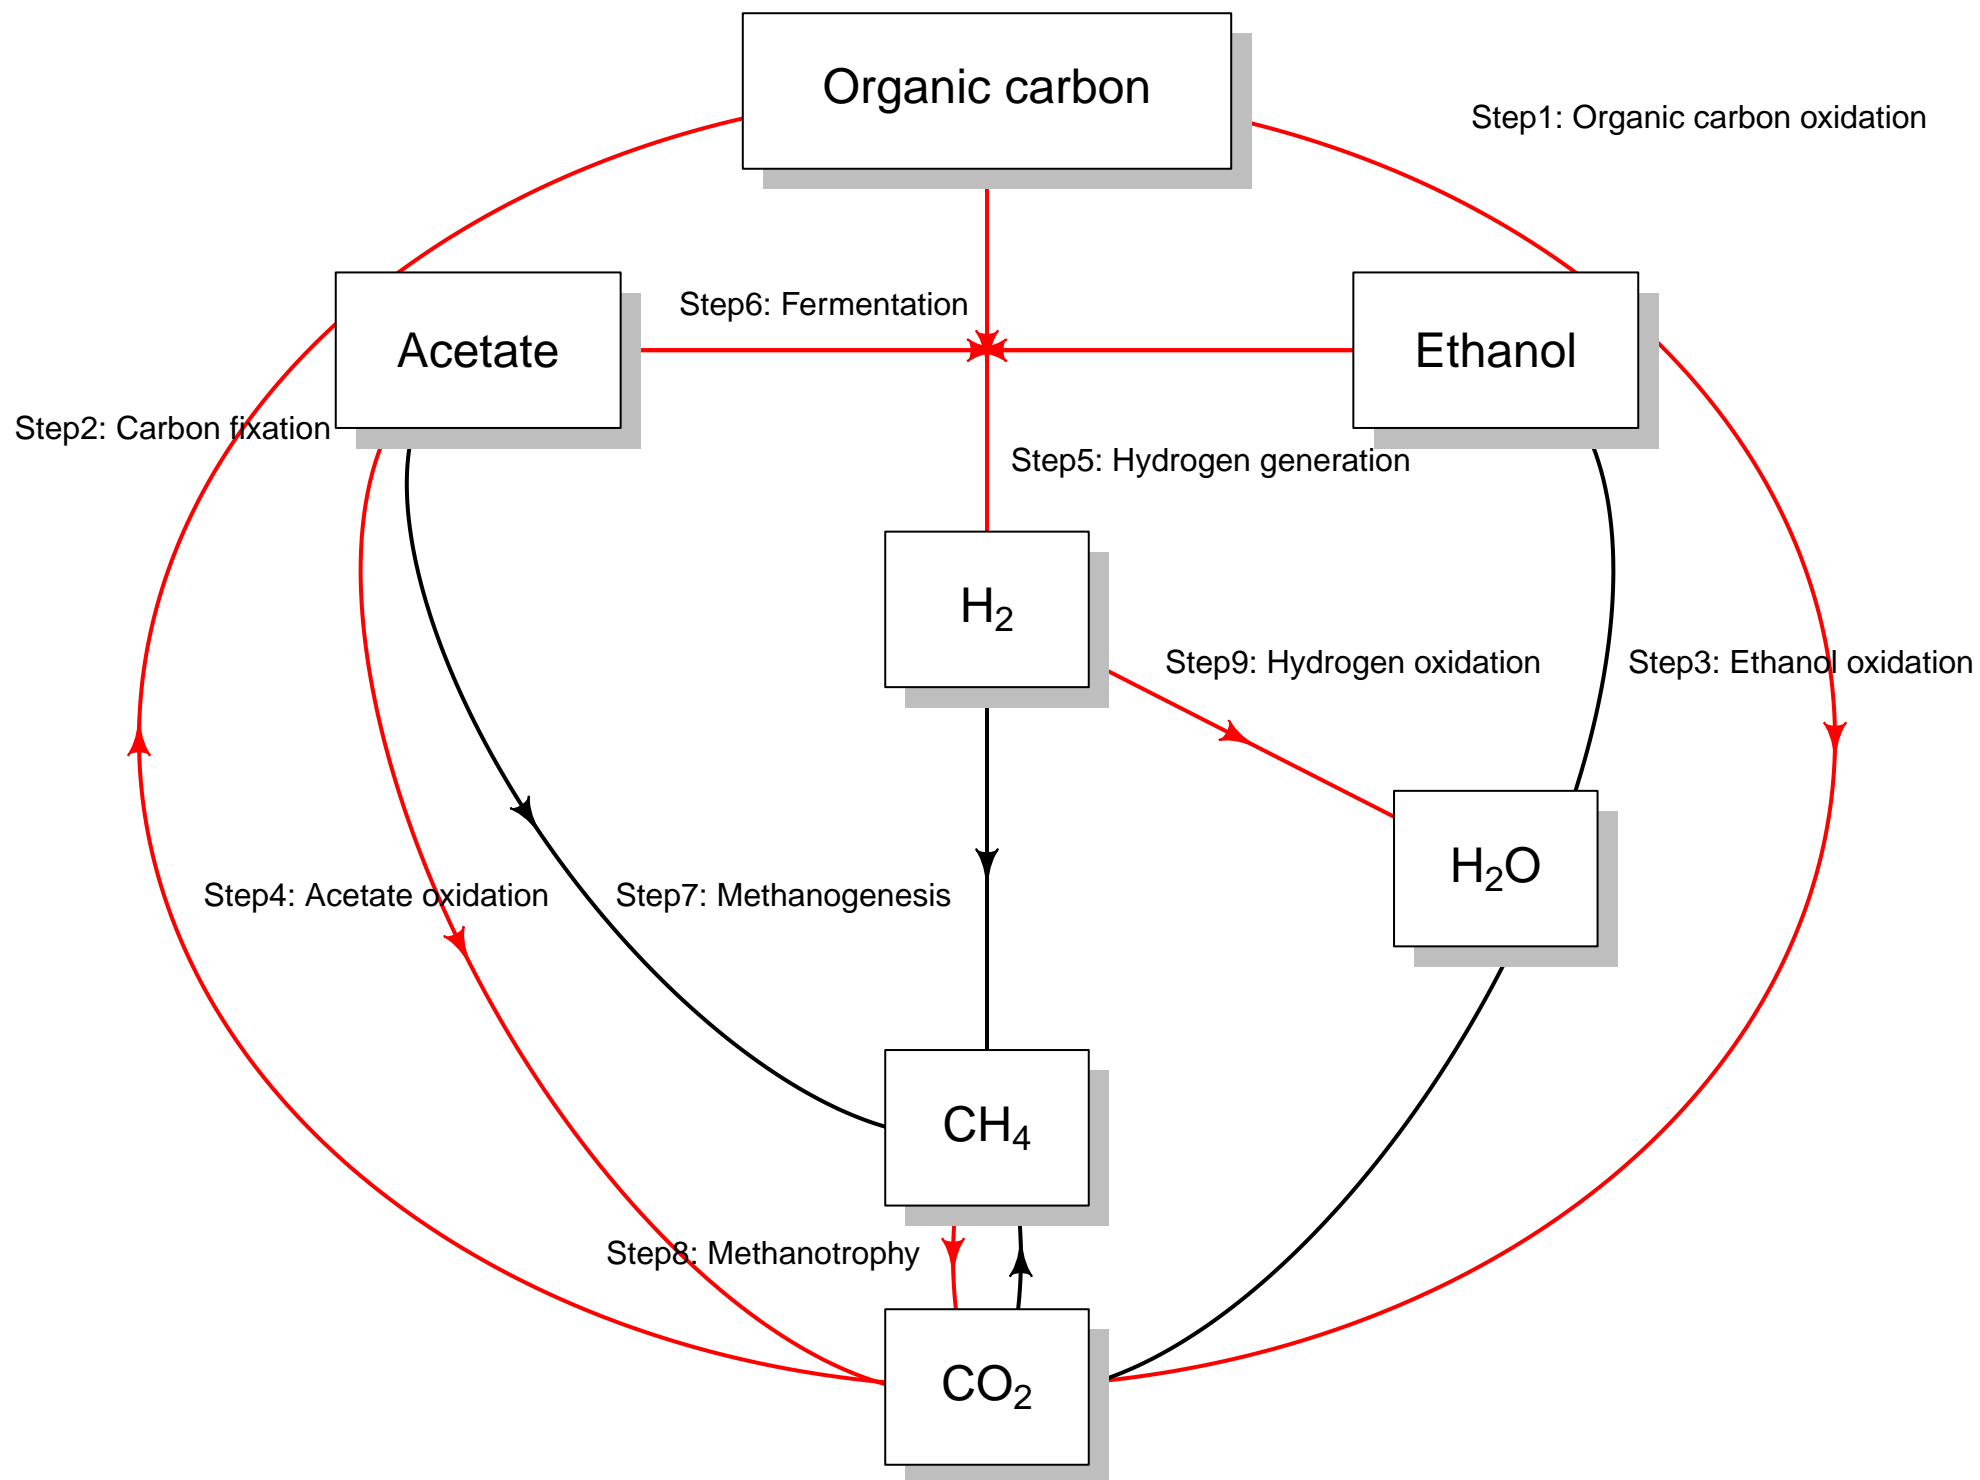 Organic carbon
Step1: Organic carbon oxidation
Step6: Fermentation
Acetate
Ethanol
Step2: Carbon fixation
Step5: Hydrogen generation
H₂
Step9: Hydrogen oxidation
Step3: Ethanol oxidation
H₂O
Step4: Acetate oxidation
Step7: Methanogenesis
CH₄
Step8: Methanotrophy
CO₂